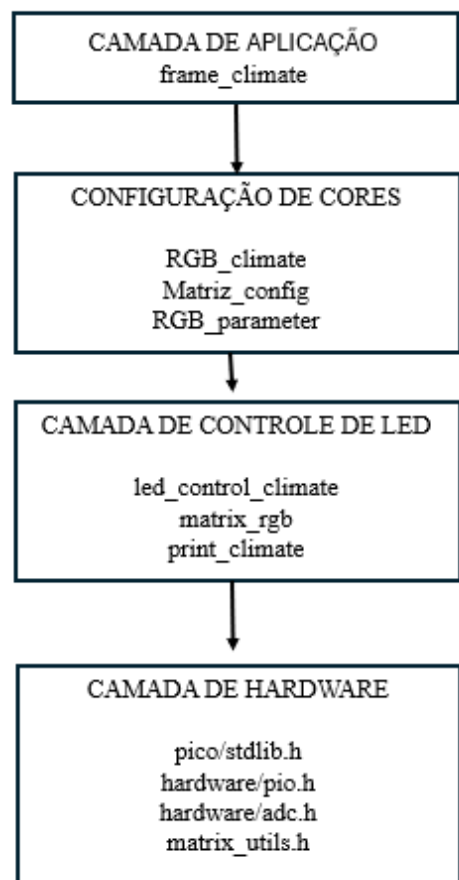 CAMADA DE APLICAÇÃO
frame_climate
CONFIGURAÇÃO DE CORES
RGB_climate
Matriz_config
RGB_parameter
CAMADA DE CONTROLE DE LED
led_control_climate
matrix_rgb
print_climate
CAMADA DE HARDWARE
pico/stdlib.h
hardware/pio.h
hardware/adc.h
matrix_utils.h